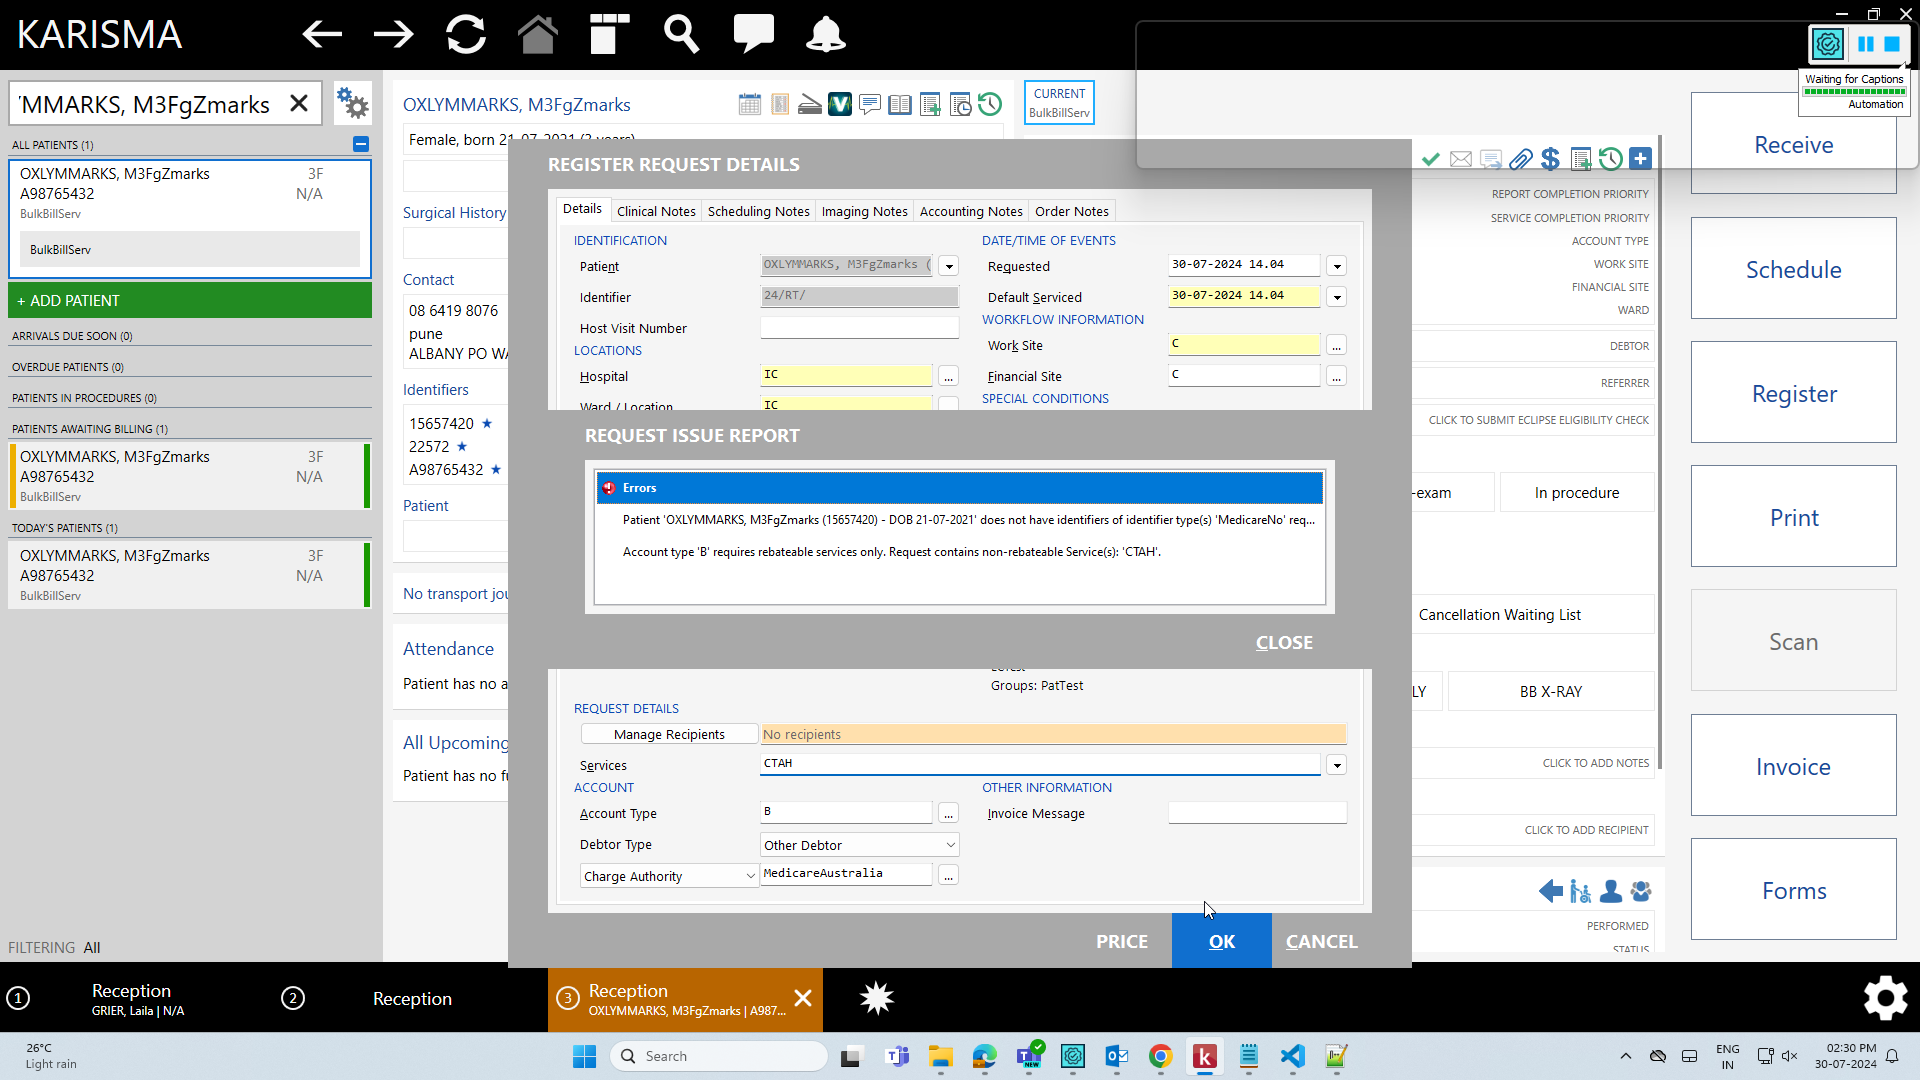 KARISMA
Waiting for Captions
Automation
'MMARKS, M3FgZmarks
ALL PATIENTS (1)
OXLYMMARKS, M3FgZmarks 3F
A98765432 N/A
BulkBillServ
BulkBillServ
+ ADD PATIENT
ARRIVALS DUE SOON (0)
OVERDUE PATIENTS (0)
PATIENTS IN PROCEDURES (0)
PATIENTS AWAITING BILLING (1)
OXLYMMARKS, M3FgZmarks 3F
A98765432 N/A
BulkBillServ
TODAY'S PATIENTS (1)
OXLYMMARKS, M3FgZmarks 3F
A98765432 N/A
BulkBillServ
FILTERING All
OXLYMMARKS, M3FgZmarks
Female, born 21-07-2021 (3 years)
Surgical History
Contact
08 6419 8076
pune
ALBANY PO WA
Identifiers
15657420
22572
A98765432
Patient
No transport jou
Attendance
Patient has no a
All Upcoming
Patient has no fu
CURRENT
BulkBillServ
REGISTER REQUEST DETAILS
Details Clinical Notes Scheduling Notes Imaging Notes Accounting Notes Order Notes
IDENTIFICATION
Patient OXLYMMARKS, M3FgZmarks (
Identifier 24/RT/
Host Visit Number
LOCATIONS
Hospital IC
Ward / Location IC
DATE/TIME OF EVENTS
Requested 30-07-2024 14.04
Default Serviced 30-07-2024 14.04
WORKFLOW INFORMATION
Work Site C
Financial Site C
SPECIAL CONDITIONS
REQUEST ISSUE REPORT
Errors
Patient 'OXLYMMARKS, M3FgZmarks (15657420) - DOB 21-07-2021' does not have identifiers of identifier type(s) 'MedicareNo' req...
Account type 'B' requires rebateable services only. Request contains non-rebateable Service(s): 'CTAH'.
CLOSE
Groups: PatTest
REQUEST DETAILS
Manage Recipients No recipients
Services CTAH
ACCOUNT
Account Type B
Debtor Type Other Debtor
Charge Authority MedicareAustralia
OTHER INFORMATION
Invoice Message
PRICE OK CANCEL
REPORT COMPLETION PRIORITY
SERVICE COMPLETION PRIORITY
ACCOUNT TYPE
WORK SITE
FINANCIAL SITE
WARD
DEBTOR
REFERRER
CLICK TO SUBMIT ECLIPSE ELIGIBILITY CHECK
-exam In procedure
Cancellation Waiting List
LY BB X-RAY
CLICK TO ADD NOTES
CLICK TO ADD RECIPIENT
PERFORMED
STATUS
Receive
Schedule
Register
Print
Scan
Invoice
Forms
1 Reception
GRIER, Laila | N/A
2 Reception
3 Reception
OXLYMMARKS, M3FgZmarks | A987...
26°C
Light rain
Search
NEW
ENG
IN
02:30 PM
30-07-2024